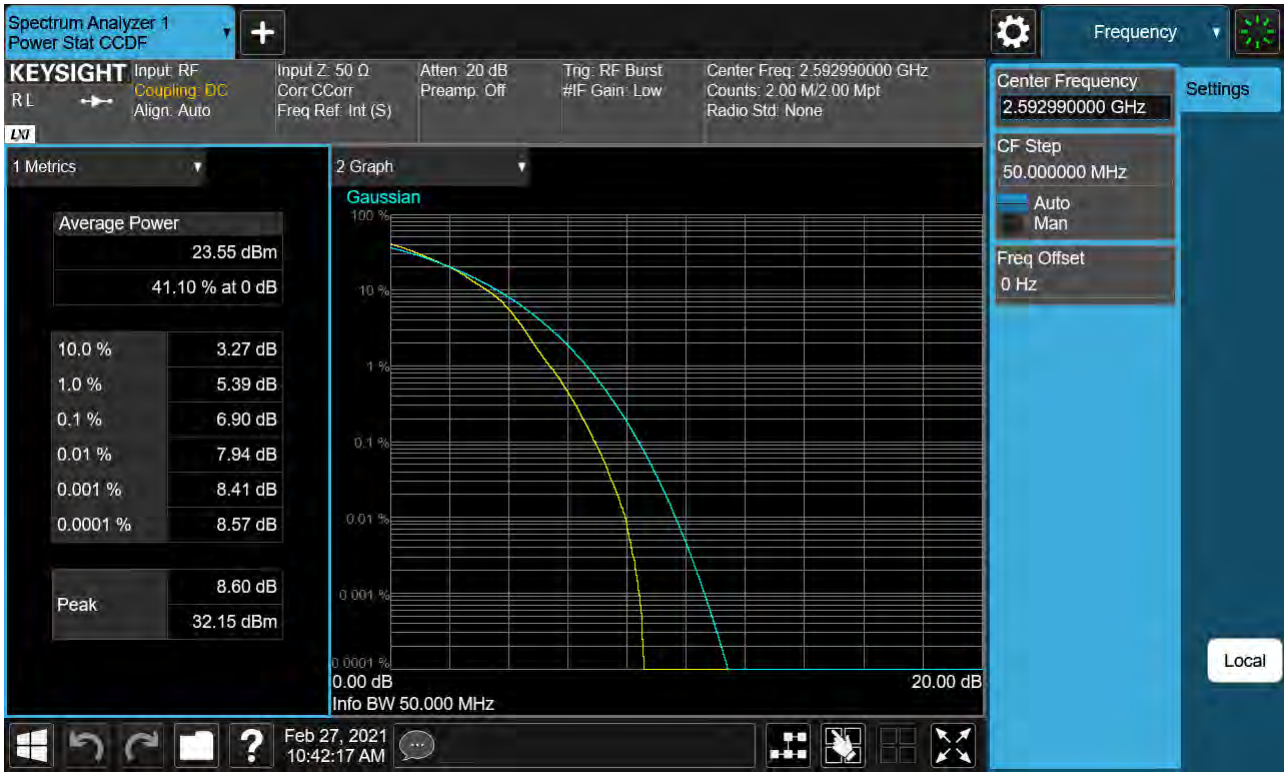 Spectrum Analyzer 1
Power Stat CCDF
+
Frequency
KEYSIGHT
RL
LXI
Input: RF
Coupling: DC
Align: Auto
Input Z: 50 Ω
Corr CCorr
Freq Ref: Int (S)
Atten: 20 dB
Preamp: Off
Trig: RF Burst
#IF Gain: Low
Center Freq: 2.592990000 GHz
Counts: 2.00 M/2.00 Mpt
Radio Std: None
Center Frequency
2.592990000 GHz
Settings
CF Step
50.000000 MHz
Auto
Man
Freq Offset
0 Hz
1 Metrics
Average Power
23.55 dBm
41.10 % at 0 dB
10.0 % 3.27 dB
1.0 % 5.39 dB
0.1 % 6.90 dB
0.01 % 7.94 dB
0.001 % 8.41 dB
0.0001 % 8.57 dB
Peak 8.60 dB
32.15 dBm
2 Graph
Gaussian
100 %
10 %
1 %
0.1 %
0.01 %
0.001 %
0.0001 %
0.00 dB 20.00 dB
Info BW 50.000 MHz
Local
?
Feb 27, 2021
10:42:17 AM